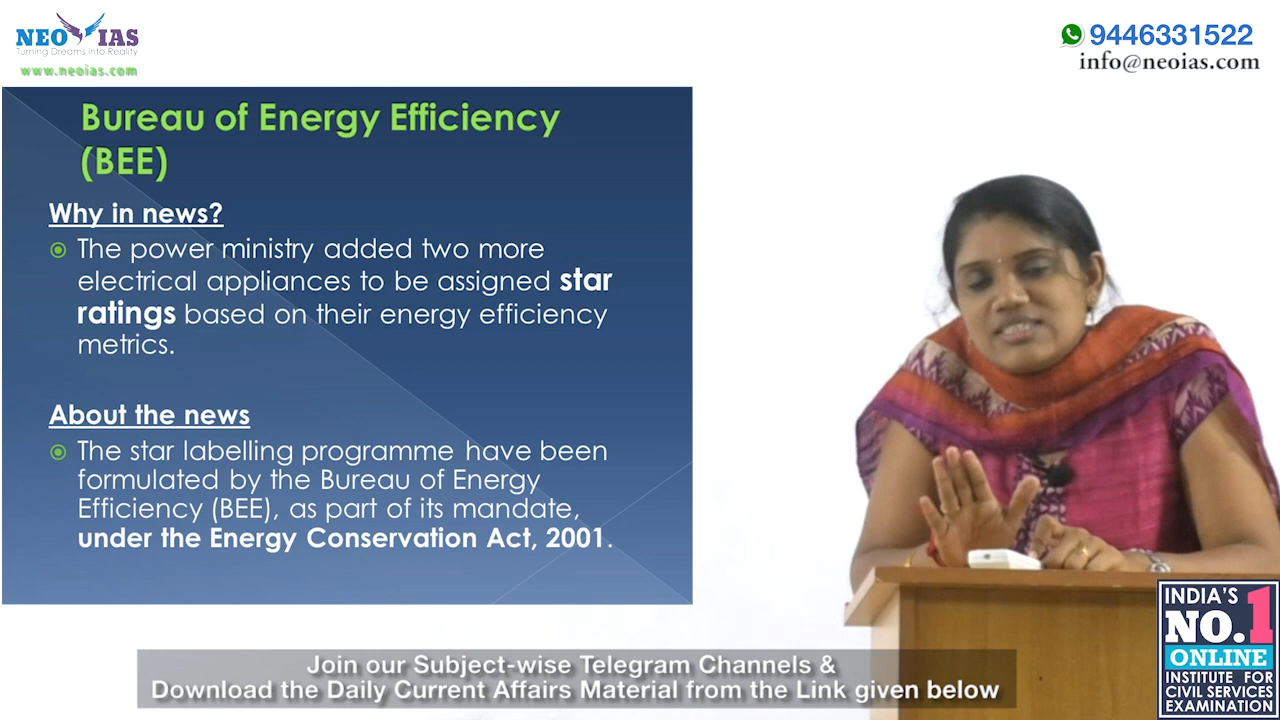 NEO IAS
Turning Dreams into Reality
www.neoias.com
9446331522
info@neoias.com
Bureau of Energy Efficiency
(BEE)
Why in news?
The power ministry added two more
electrical appliances to be assigned star
ratings based on their energy efficiency
metrics.
About the news
The star labelling programme have been
formulated by the Bureau of Energy
Efficiency (BEE), as part of its mandate,
under the Energy Conservation Act, 2001.
INDIA'S
NO.1
ONLINE
INSTITUTE FOR
CIVIL SERVICES
EXAMINATION
Join our Subject-wise Telegram Channels &
Download the Daily Current Affairs Material from the Link given below